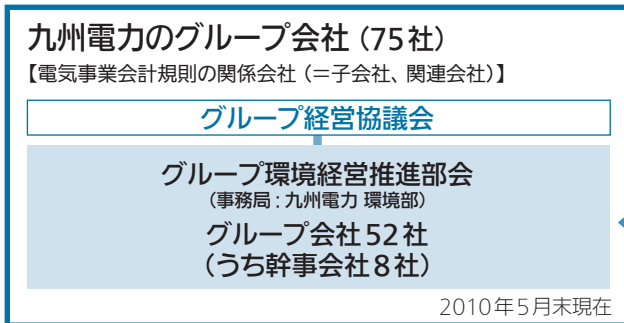 九州電力のグループ会社（75社）
【電気事業会計規則の関係会社（＝子会社、関連会社）】
グループ経営協議会
グループ環境経営推進部会
（事務局：九州電力 環境部）
グループ会社52社
（うち幹事会社8社）
2010年5月末現在